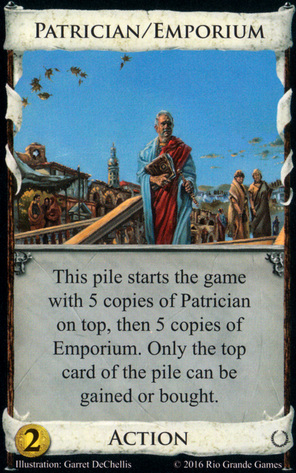 PATRICIAN/EMPORIUM
This pile starts the game
with 5 copies of Patrician
on top, then 5 copies of
Emporium. Only the top
card of the pile can be
gained or bought.
2
ACTION
Illustration: Garret DeChellis
© 2016 Rio Grande Games